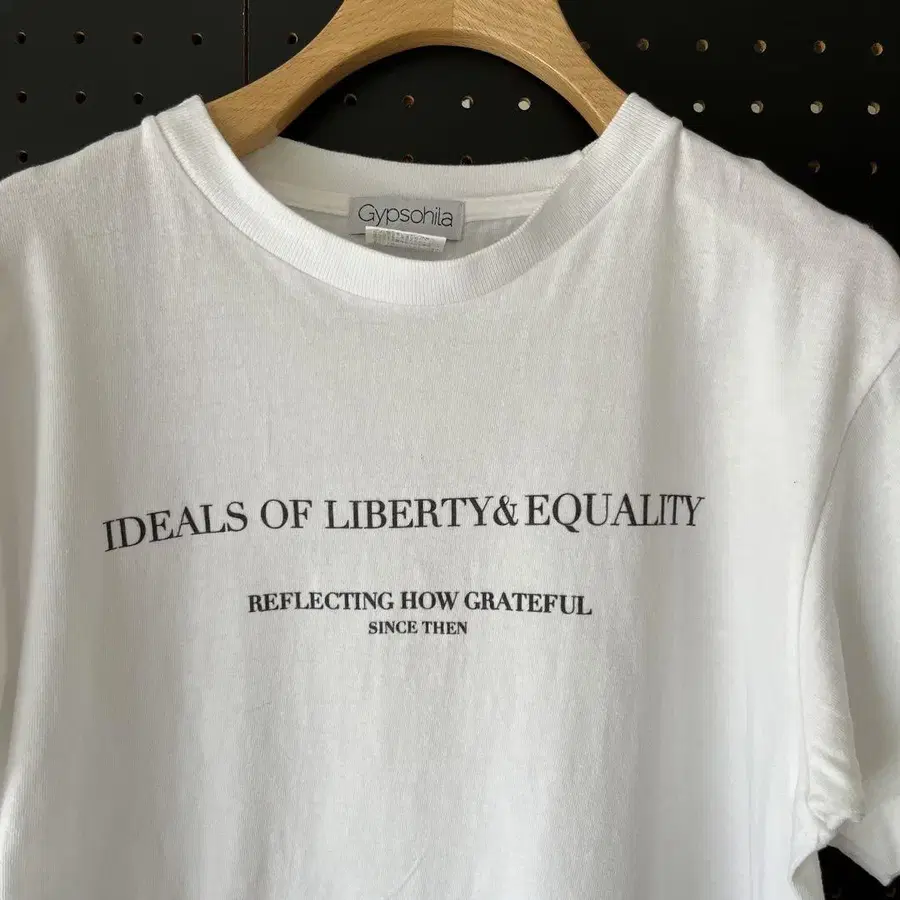 Gypsohila
IDEALS OF LIBERTY&EQUALITY
REFLECTING HOW GRATEFUL
SINCE THEN